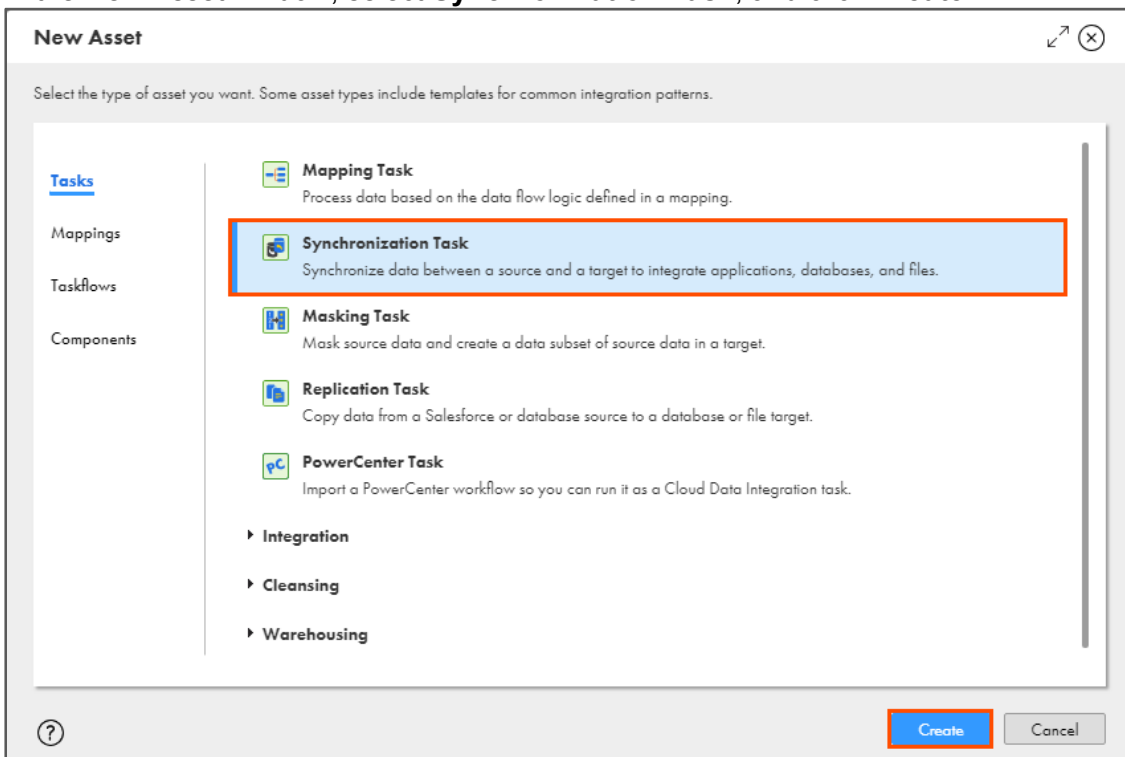 New Asset
Select the type of asset you want. Some asset types include templates for common integration patterns.
Tasks
Mappings
Taskflows
Components
Mapping Task
Process data based on the data flow logic defined in a mapping.
Synchronization Task
Synchronize data between a source and a target to integrate applications, databases, and files.
Masking Task
Mask source data and create a data subset of source data in a target.
Replication Task
Copy data from a Salesforce or database source to a database or file target.
PC
PowerCenter Task
Import a PowerCenter workflow so you can run it as a Cloud Data Integration task.
Integration
Cleansing
Warehousing
?
Create
Cancel